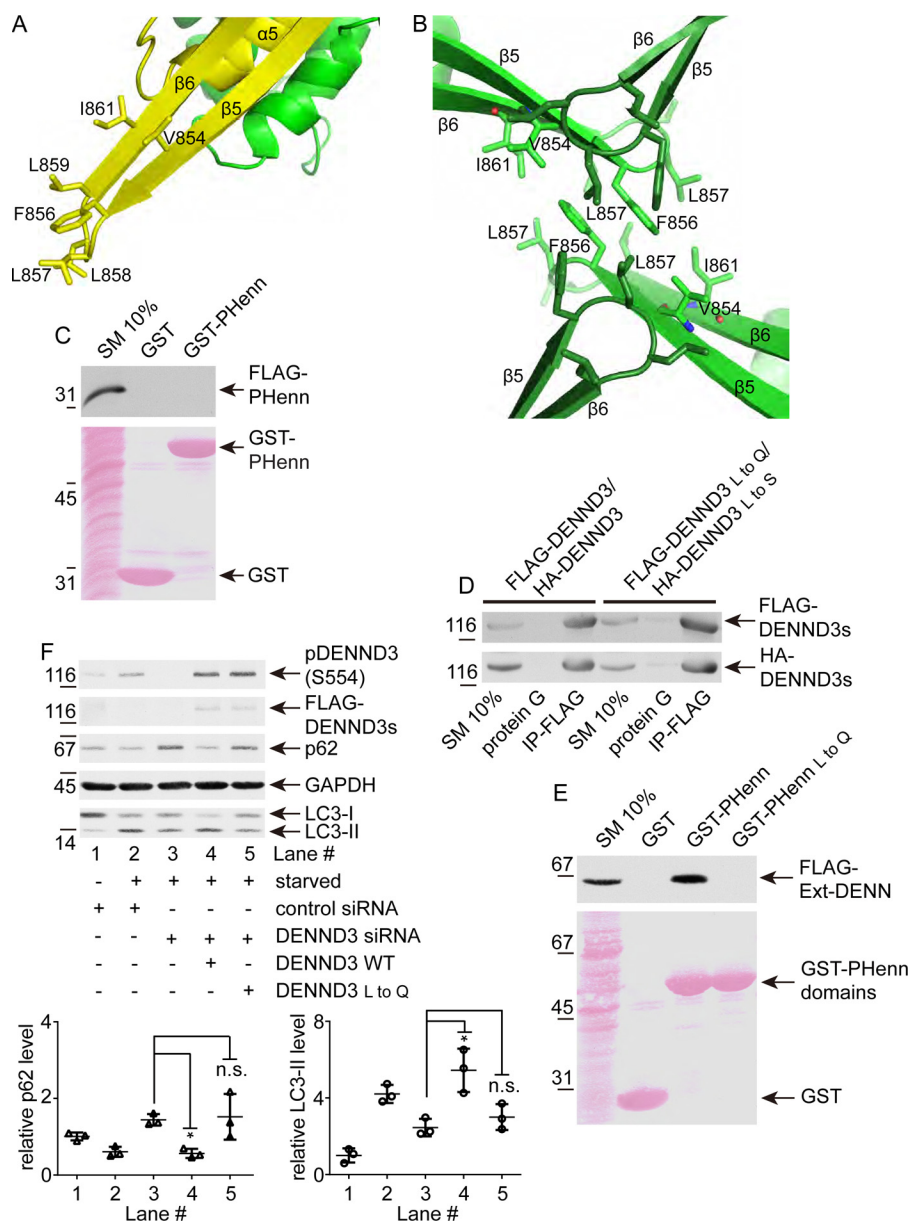 A
α5
β6
β5
I861
V854
L859
F856
L857
L858
B
β6
β5
β5
β6
I861
V854
L857
L857
F856
L857
F856
L857
I861
V854
β6
β5
β5
β6
C
SM 10%
GST
GST-PHenn
31
FLAG-
PHenn
GST-
PHenn
45
31
GST
D
FLAG-DENND3/
HA-DENND3
FLAG-DENND3 L to Q/
HA-DENND3 L to S
116
FLAG-
DENND3s
116
HA-
DENND3s
SM 10%
protein G
IP-FLAG
SM 10%
protein G
IP-FLAG
E
SM 10%
GST
GST-PHenn
GST-PHenn L to Q
67
FLAG-
Ext-DENN
67
GST-PHenn
domains
45
31
GST
F
pDENND3
(S554)
116
FLAG-
DENND3s
116
67
p62
45
GAPDH
LC3-I
LC3-II
14
1 2 3 4 5 Lane #
- + + + + starved
+ + - - - control siRNA
- - + + + DENND3 siRNA
- - - + - DENND3 WT
- - - - + DENND3 L to Q
relative p62 level
4
2
0
*
n.s.
1 2 3 4 5
Lane #
relative LC3-II level
8
4
0
*
n.s.
1 2 3 4 5
Lane #